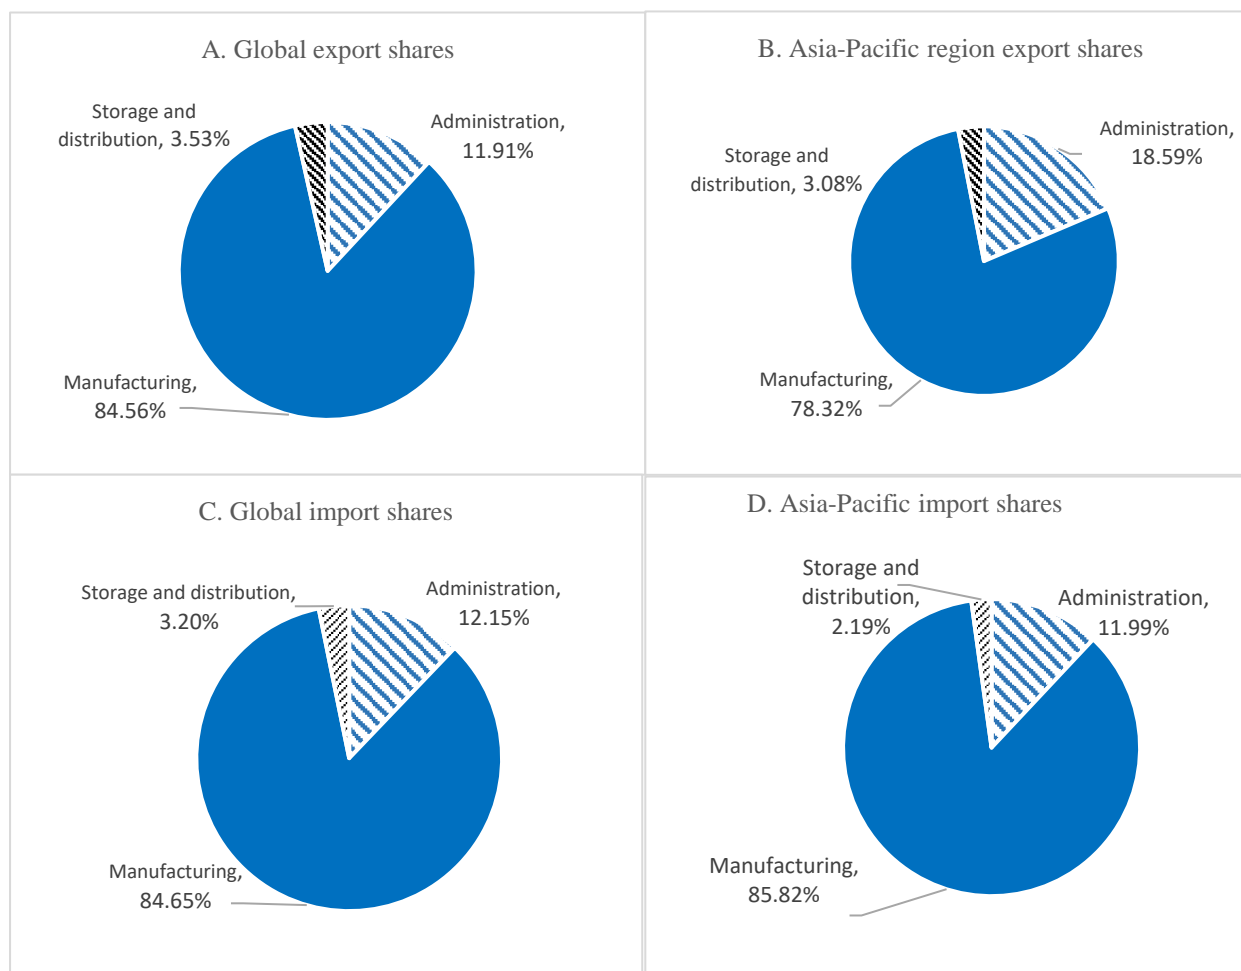 A. Global export shares
Storage and
distribution, 3.53%
Administration,
11.91%
Manufacturing,
84.56%
B. Asia-Pacific region export shares
Storage and
distribution, 3.08%
Administration,
18.59%
Manufacturing,
78.32%
C. Global import shares
Storage and distribution,
3.20%
Administration,
12.15%
Manufacturing,
84.65%
D. Asia-Pacific import shares
Storage and
distribution,
2.19%
Administration,
11.99%
Manufacturing,
85.82%